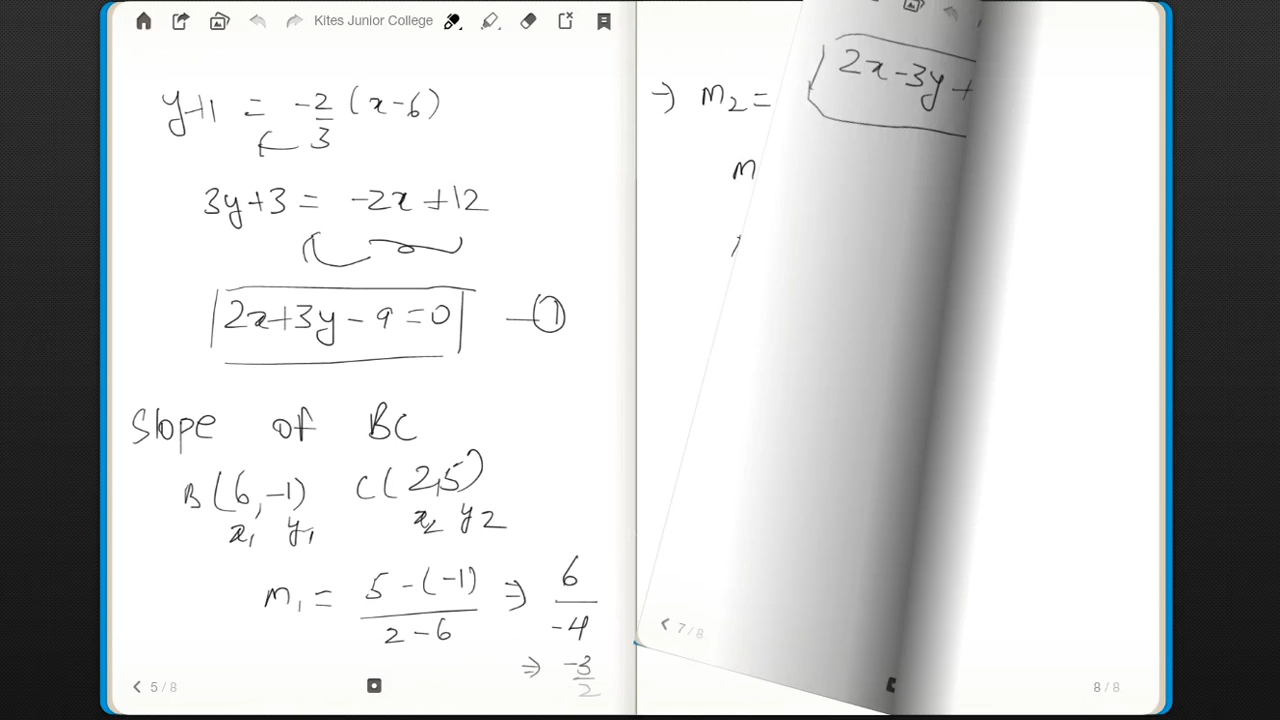 Kites Junior College
y+1 = -2/3 (x-6)
3y+3 = -2x +12
2x+3y-9=0 —①
Slope of BC
B(6,-1) C(2,5)
x₁ y₁ x₂ y2
m₁ = 5-(-1)/2-6 ⇒ 6/-4
⇒ -3/2
< 5 / 8
⇒ m₂ =
m
2x-3y+
< 7 / 8
8 / 8